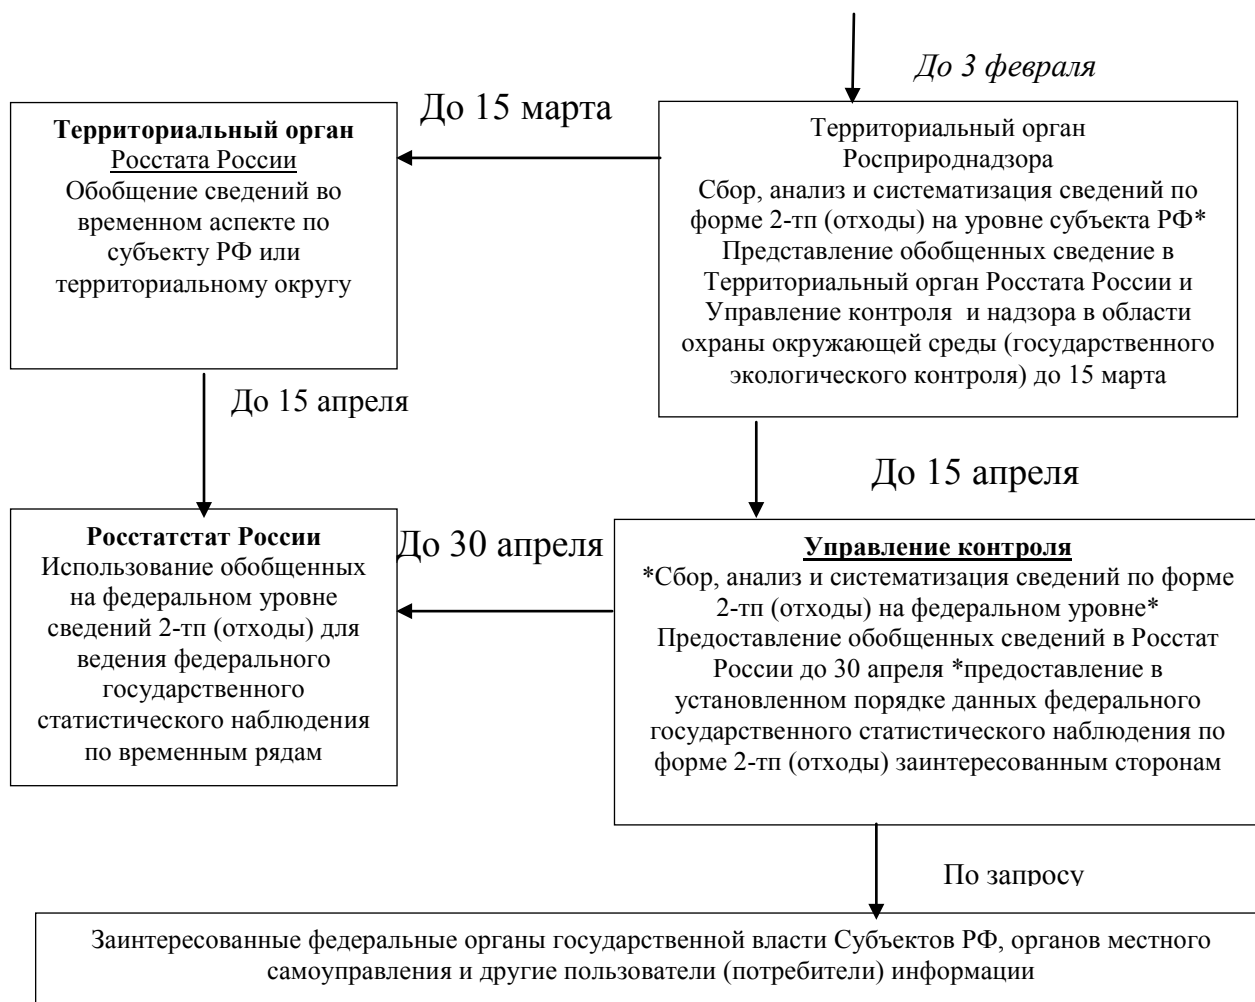 До 3 февраля
До 15 марта
Территориальный орган
Росстата России
Обобщение сведений во
временном аспекте по
субъекту РФ или
территориальному округу
Территориальный орган
Росприроднадзора
Сбор, анализ и систематизация сведений по
форме 2-тп (отходы) на уровне субъекта РФ*
Представление обобщенных сведение в
Территориальный орган Росстата России и
Управление контроля и надзора в области
охраны окружающей среды (государственного
экологического контроля) до 15 марта
До 15 апреля
До 15 апреля
Росстатстат России
Использование обобщенных
на федеральном уровне
сведений 2-тп (отходы) для
ведения федерального
государственного
статистического наблюдения
по временным рядам
До 30 апреля
Управление контроля
*Сбор, анализ и систематизация сведений по форме
2-тп (отходы) на федеральном уровне*
Предоставление обобщенных сведений в Росстат
России до 30 апреля *предоставление в
установленном порядке данных федерального
государственного статистического наблюдения по
форме 2-тп (отходы) заинтересованным сторонам
По запросу
Заинтересованные федеральные органы государственной власти Субъектов РФ, органов местного
самоуправления и другие пользователи (потребители) информации